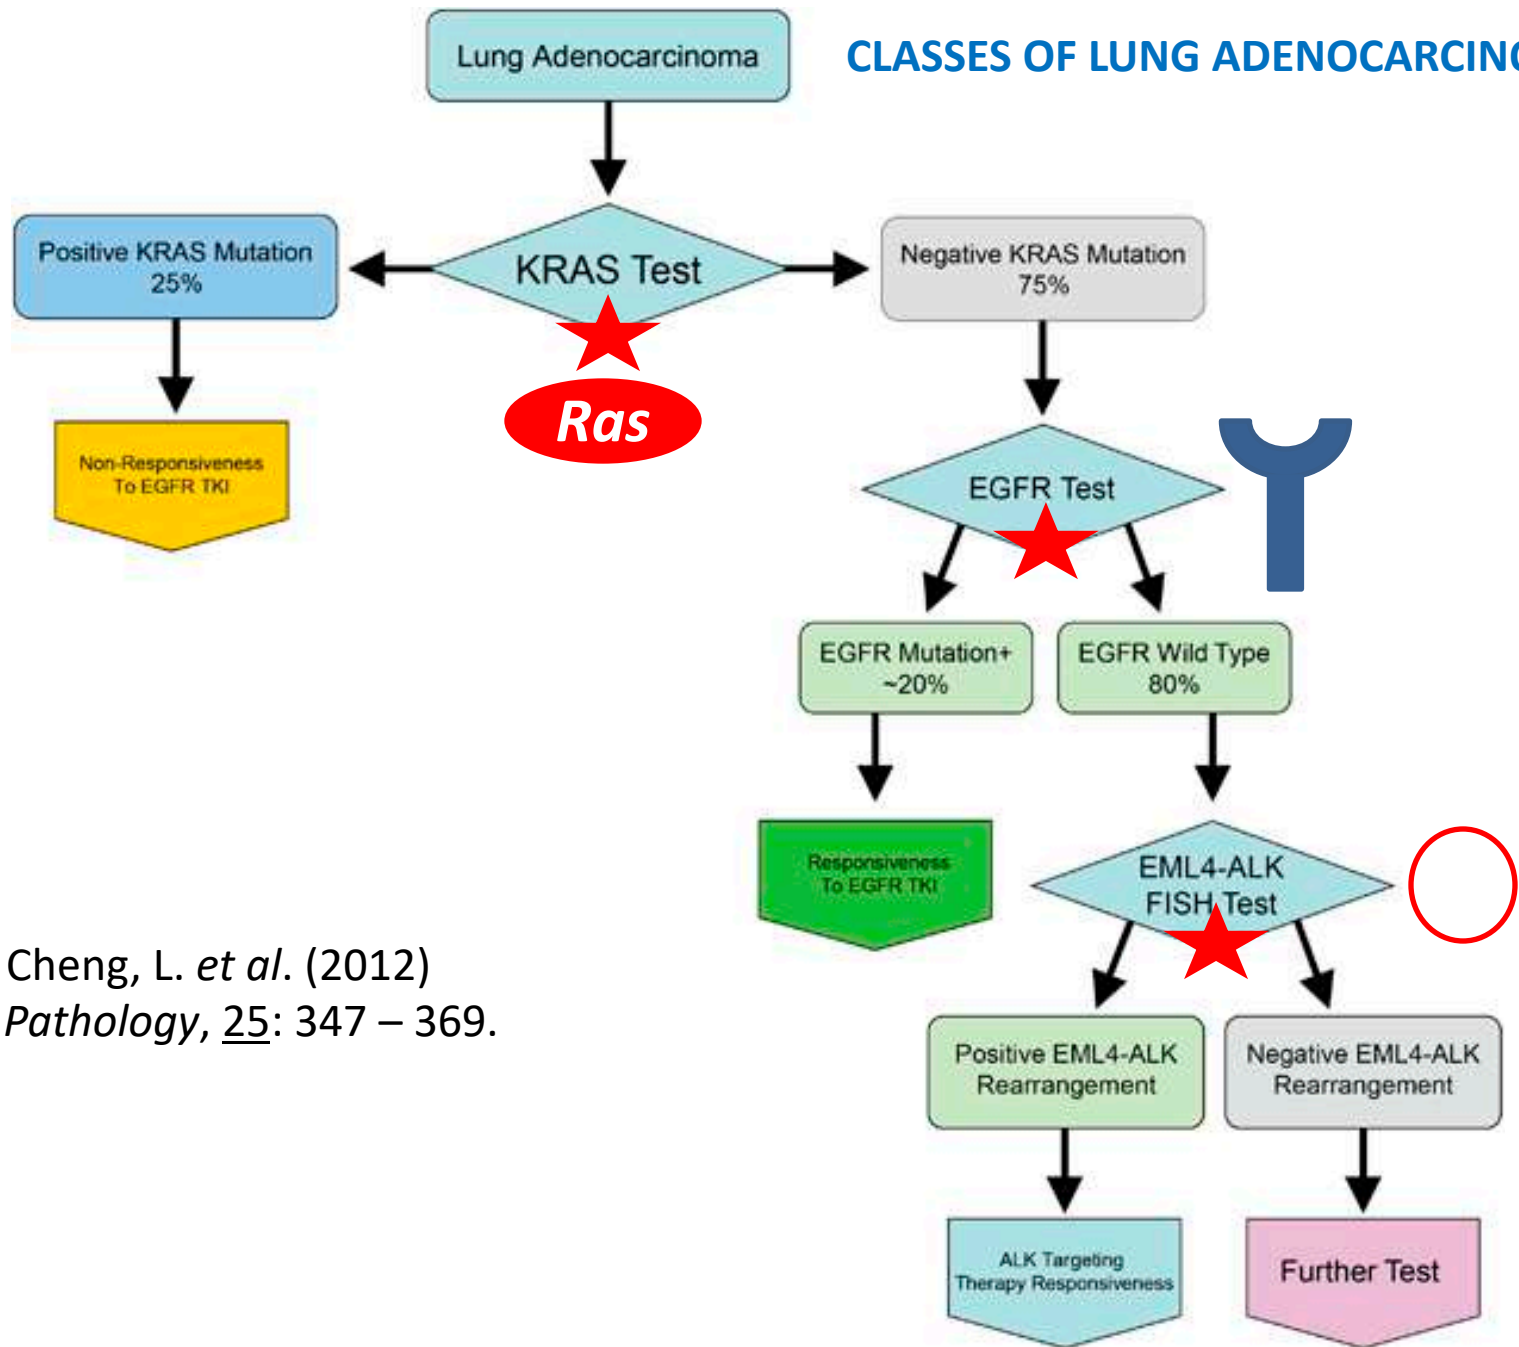 Lung Adenocarcinoma
CLASSES OF LUNG ADENOCARCINO
Positive KRAS Mutation
25%
KRAS Test
Negative KRAS Mutation
75%
Ras
Non-Responsiveness
To EGFR TKI
EGFR Test
EGFR Mutation+
~20%
EGFR Wild Type
80%
Responsiveness
To EGFR TKI
EML4-ALK
FISH Test
Cheng, L. et al. (2012)
Pathology, 25: 347 – 369.
Positive EML4-ALK
Rearrangement
Negative EML4-ALK
Rearrangement
ALK Targeting
Therapy Responsiveness
Further Test